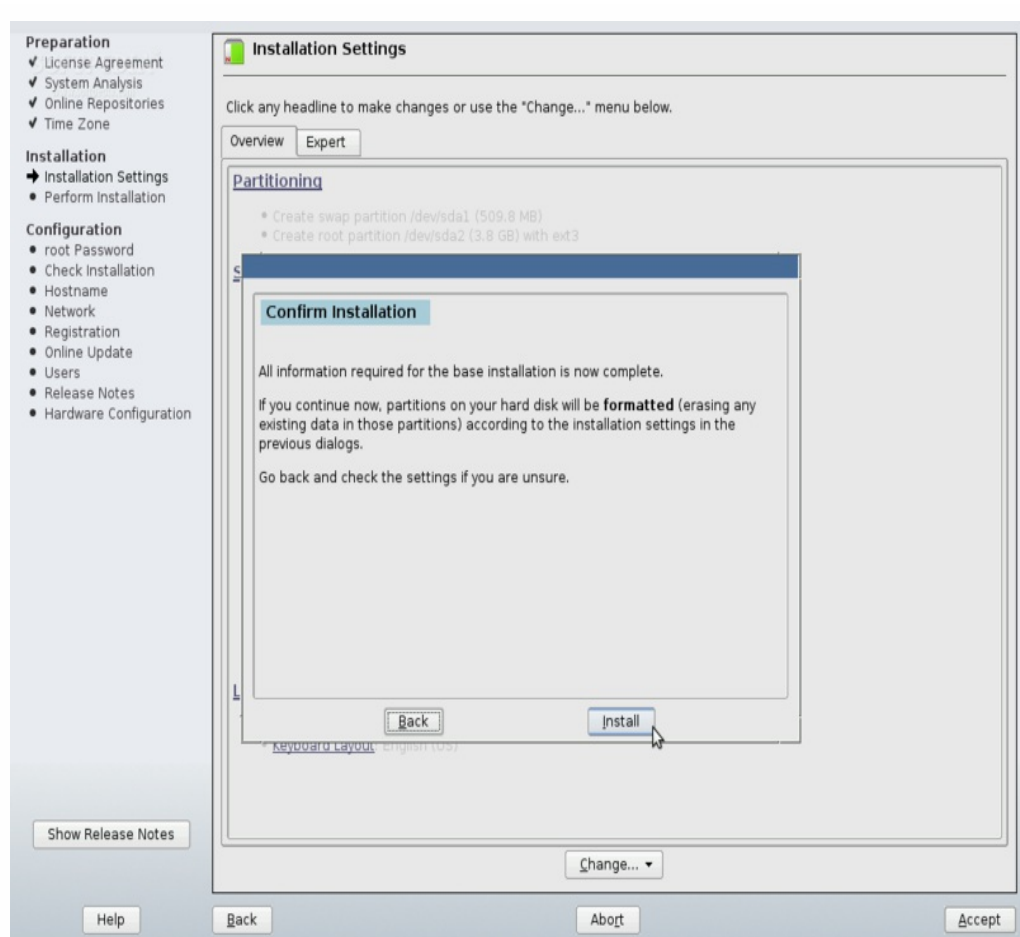 Preparation
License Agreement
System Analysis
Online Repositories
Time Zone
Installation
Installation Settings
Perform Installation
Configuration
root Password
Check Installation
Hostname
Network
Registration
Online Update
Users
Release Notes
Hardware Configuration
Show Release Notes
Help
Installation Settings
Click any headline to make changes or use the "Change..." menu below.
Overview Expert
Partitioning
• Create swap partition /dev/sda1 (509.8 MB)
• Create root partition /dev/sda2 (3.8 GB) with ext3
S
Confirm Installation
All information required for the base installation is now complete.
If you continue now, partitions on your hard disk will be formatted (erasing any
existing data in those partitions) according to the installation settings in the
previous dialogs.
Go back and check the settings if you are unsure.
Back Install
L
• Keyboard Layout: English (US)
Change...
Back Abort Accept